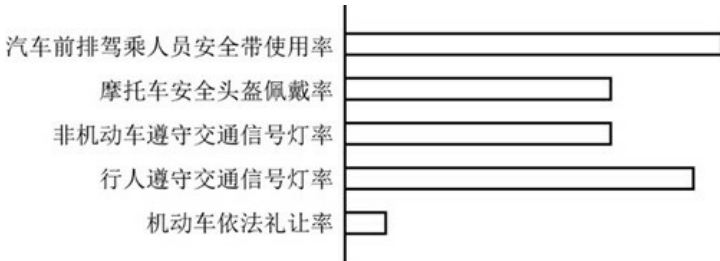 汽车前排驾乘人员安全带使用率
摩托车安全头盔佩戴率
非机动车遵守交通信号灯率
行人遵守交通信号灯率
机动车依法礼让率